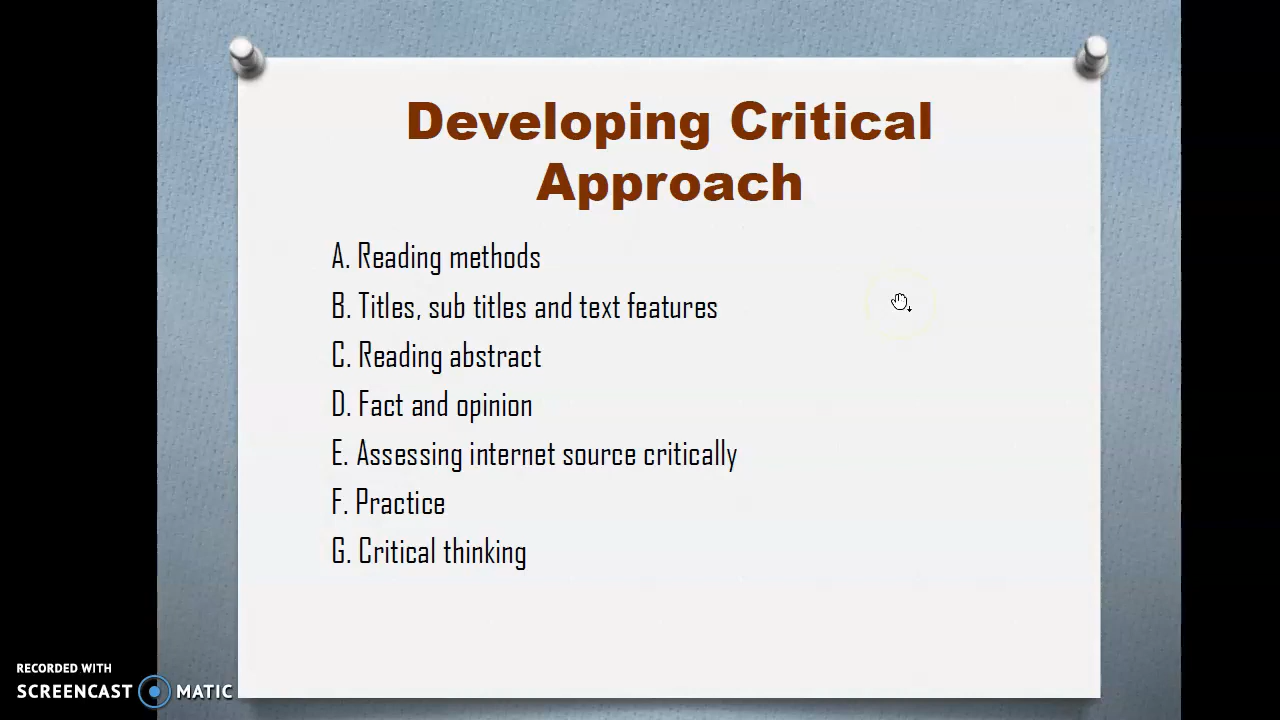 Developing Critical
Approach
A. Reading methods
B. Titles, sub titles and text features
C. Reading abstract
D. Fact and opinion
E. Assessing internet source critically
F. Practice
G. Critical thinking
RECORDED WITH
SCREENCAST MATIC